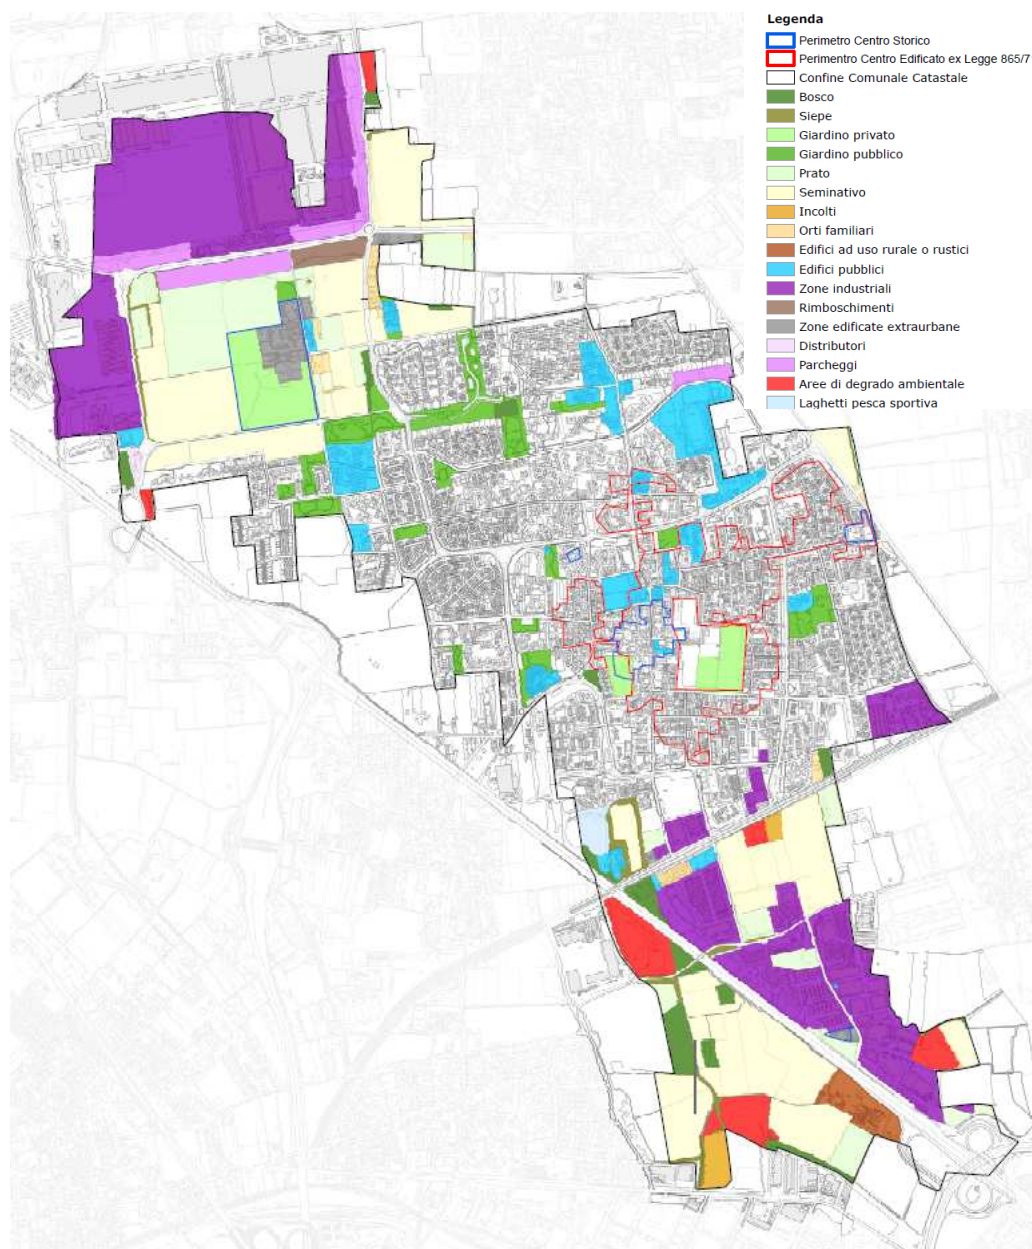 Legenda
Perimetro Centro Storico
Perimentro Centro Edificato ex Legge 865/7
Confine Comunale Catastale
Bosco
Siepe
Giardino privato
Giardino pubblico
Prato
Seminativo
Incolti
Orti familiari
Edifici ad uso rurale o rustici
Edifici pubblici
Zone industriali
Rimboschimenti
Zone edificate extraurbane
Distributori
Parcheggi
Aree di degrado ambientale
Laghetti pesca sportiva